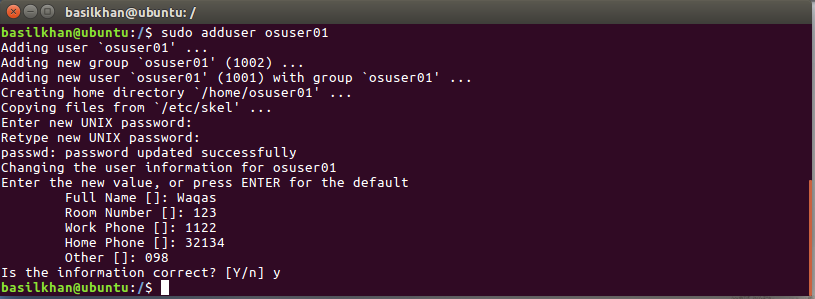 basilkhan@ubuntu: /
basilkhan@ubuntu:/$ sudo adduser osuser01
Adding user `osuser01' ...
Adding new group `osuser01' (1002) ...
Adding new user `osuser01' (1001) with group `osuser01' ...
Creating home directory `/home/osuser01' ...
Copying files from `/etc/skel' ...
Enter new UNIX password:
Retype new UNIX password:
passwd: password updated successfully
Changing the user information for osuser01
Enter the new value, or press ENTER for the default
        Full Name []: Waqas
        Room Number []: 123
        Work Phone []: 1122
        Home Phone []: 32134
        Other []: 098
Is the information correct? [Y/n] y
basilkhan@ubuntu:/$